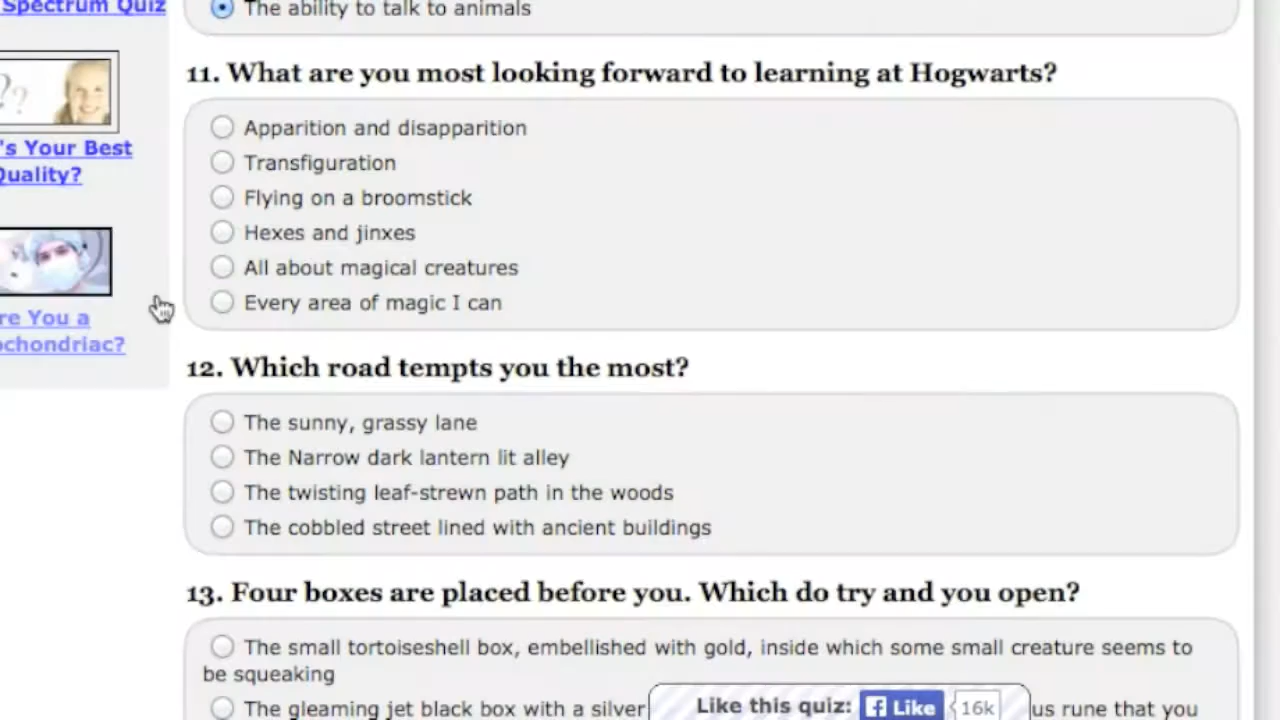 Spectrum Quiz
The ability to talk to animals
11. What are you most looking forward to learning at Hogwarts?
??
Apparition and disapparition
's Your Best
Quality?
Transfiguration
Flying on a broomstick
Hexes and jinxes
All about magical creatures
Every area of magic I can
re You a
ochondriac?
12. Which road tempts you the most?
The sunny, grassy lane
The Narrow dark lantern lit alley
The twisting leaf-strewn path in the woods
The cobbled street lined with ancient buildings
13. Four boxes are placed before you. Which do try and you open?
The small tortoiseshell box, embellished with gold, inside which some small creature seems to
be squeaking
The gleaming jet black box with a silver
us rune that you
Like this quiz: Like 16k